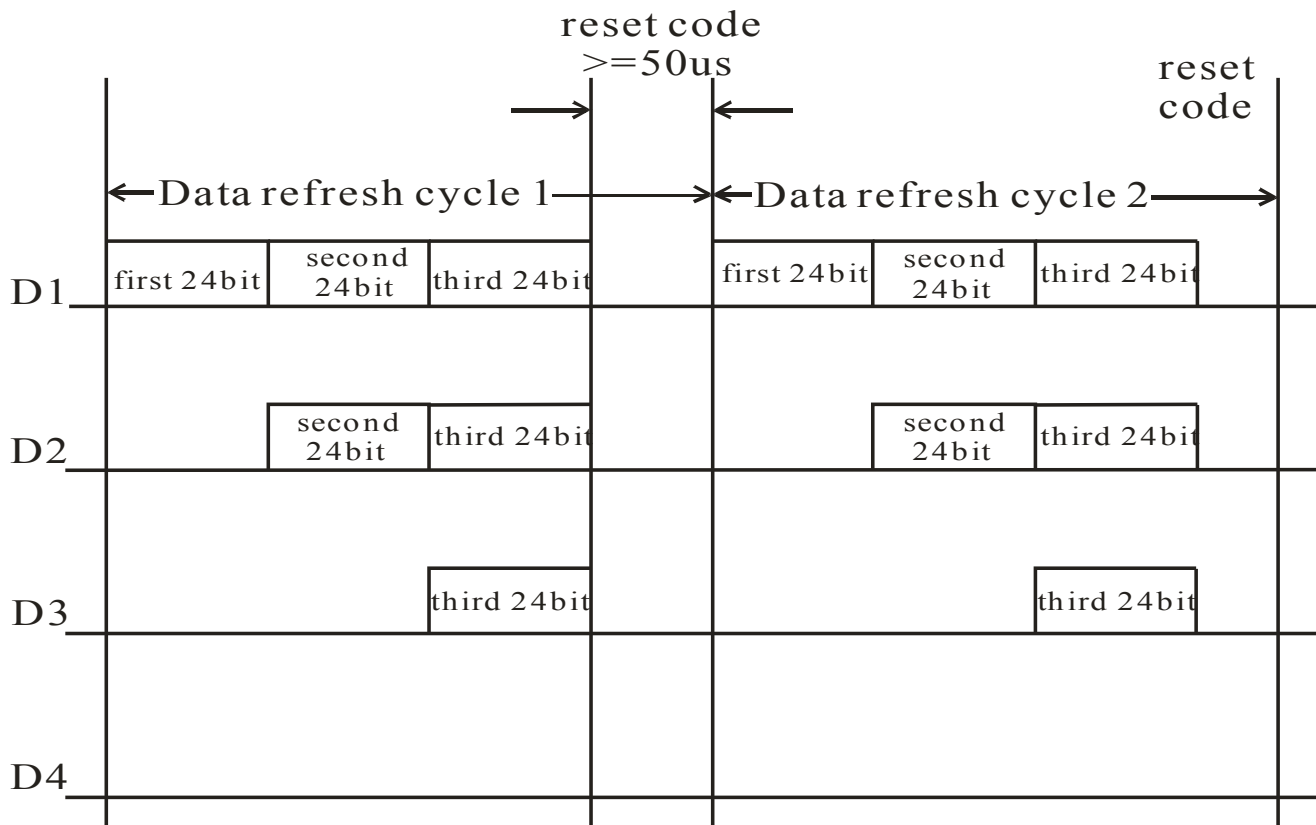 reset code
>=50us
reset
code
Data refresh cycle 1
Data refresh cycle 2
D1
first 24bit
second
24bit
third 24bit
first 24bit
second
24bit
third 24bit
D2
second
24bit
third 24bit
second
24bit
third 24bit
D3
third 24bit
third 24bit
D4